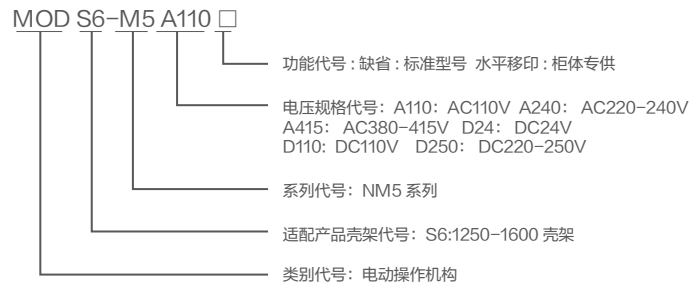 MOD S6-M5 A110 □
功能代号：缺省：标准型号 水平移印：柜体专供
电压规格代号：A110：AC110V A240：AC220-240V
A415：AC380-415V D24：DC24V
D110：DC110V D250：DC220-250V
系列代号：NM5 系列
适配产品壳架代号：S6:1250-1600 壳架
类别代号：电动操作机构